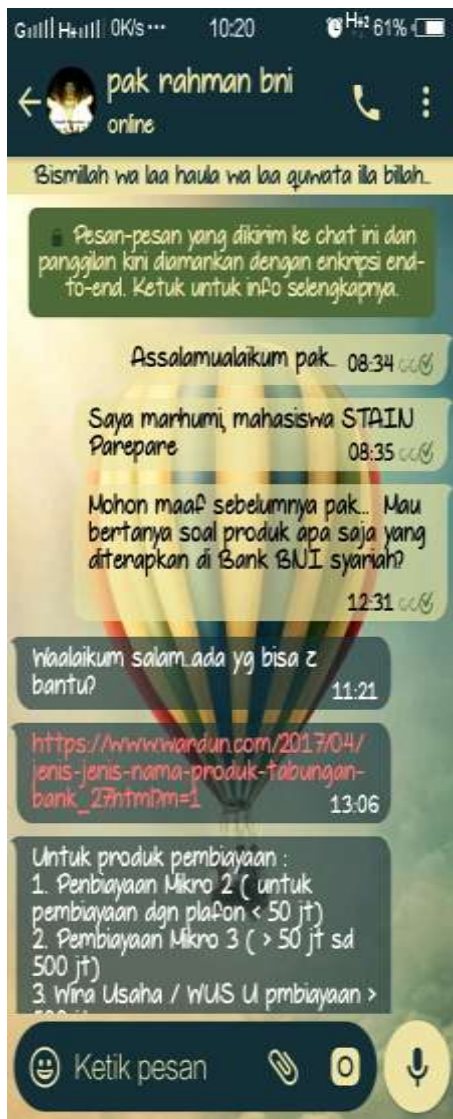 10:20
61%
pak rahman bni
online
Bismillah wa laa haula wa laa quwata illa billah..
Pesan-pesan yang dikirim ke chat ini dan
panggilan kini diamankan dengan enkripsi end-
to-end. Ketuk untuk info selengkapnya.
Assalamualaikum pak.. 08:34
Saya marhumi, mahasiswa STAIN
Parepare 08:35
Mohon maaf sebelumnya pak... Mau
bertanya soal produk apa saja yang
diterapkan di Bank BNI syariah?
12:31
Waalaikum salam..ada yg bisa
bantu? 11:21
https://www.wardun.com/2017/04/
jenis-jenis-nama-produk-tabungan-
bank_27.html?m=1 13:06
Untuk produk pembiayaan :
1. Penbiayaan Mikro 2 ( untuk
pembiayaan dgn plafon < 50 jt)
2. Pembiayaan Mikro 3 ( > 50 jt sd
500 jt)
3. Wira Usaha / WUS U pmbiayaan >
Ketik pesan